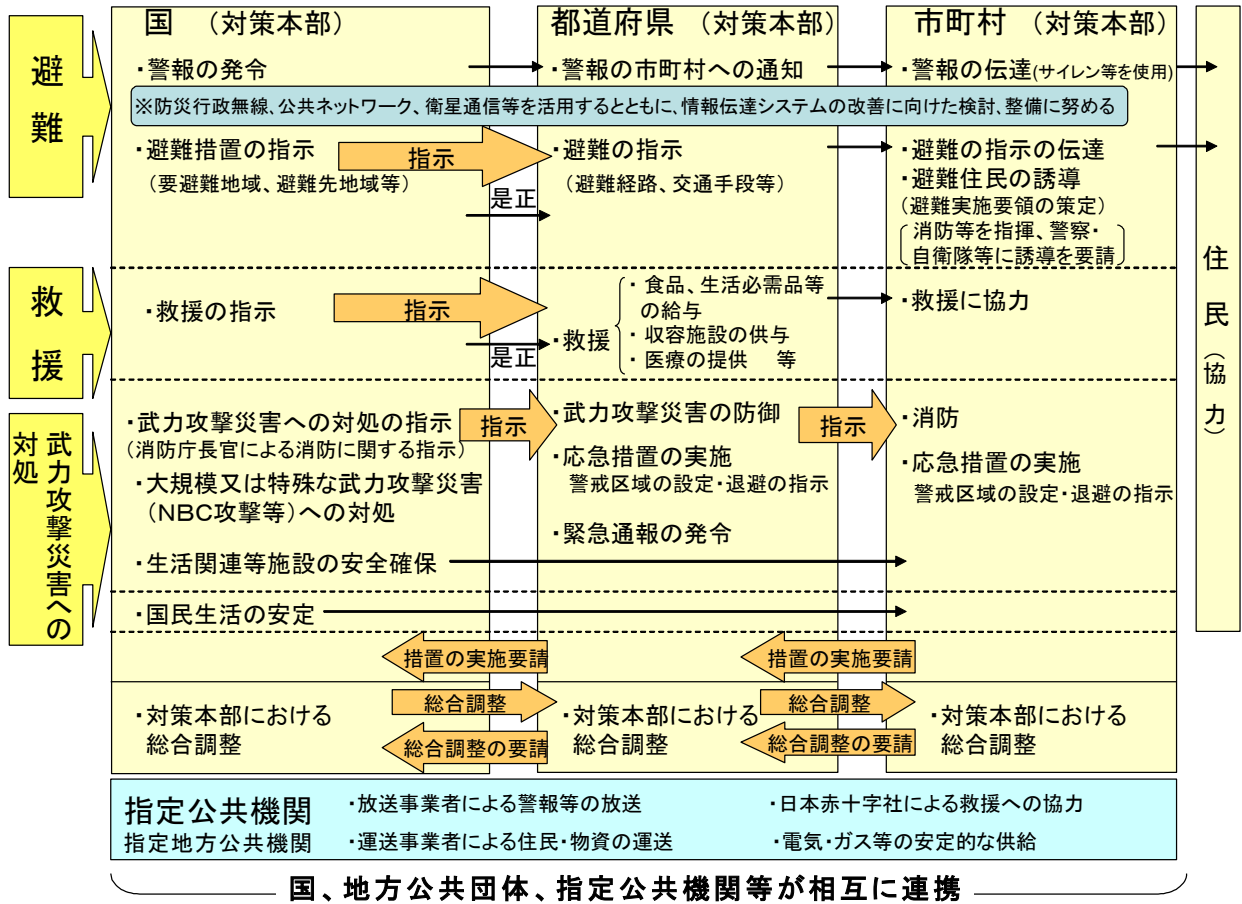 国 (対策本部)
都道府県 (対策本部)
市町村 (対策本部)
避難
・警報の発令
・警報の市町村への通知
・警報の伝達(サイレン等を使用)
※防災行政無線、公共ネットワーク、衛星通信等を活用するとともに、情報伝達システムの改善に向けた検討、整備に努める
・避難措置の指示
(要避難地域、避難先地域等)
指示
是正
・避難の指示
(避難経路、交通手段等)
・避難の指示の伝達
・避難住民の誘導
(避難実施要領の策定)
消防等を指揮、警察・
自衛隊等に誘導を要請
住民(協力)
救援
・救援の指示
指示
是正
・救援
・食品、生活必需品等
の給与
・収容施設の供与
・医療の提供 等
・救援に協力
武力攻撃災害への
対処
・武力攻撃災害への対処の指示
(消防庁長官による消防に関する指示)
・大規模又は特殊な武力攻撃災害
(NBC攻撃等)への対処
・生活関連等施設の安全確保
指示
・武力攻撃災害の防御
・応急措置の実施
警戒区域の設定・退避の指示
・緊急通報の発令
指示
・消防
・応急措置の実施
警戒区域の設定・退避の指示
・国民生活の安定
措置の実施要請
措置の実施要請
・対策本部における
総合調整
総合調整
総合調整の要請
・対策本部における
総合調整
総合調整
総合調整の要請
・対策本部における
総合調整
指定公共機関
指定地方公共機関
・放送事業者による警報等の放送
・日本赤十字社による救援への協力
・運送事業者による住民・物資の運送
・電気・ガス等の安定的な供給
国、地方公共団体、指定公共機関等が相互に連携